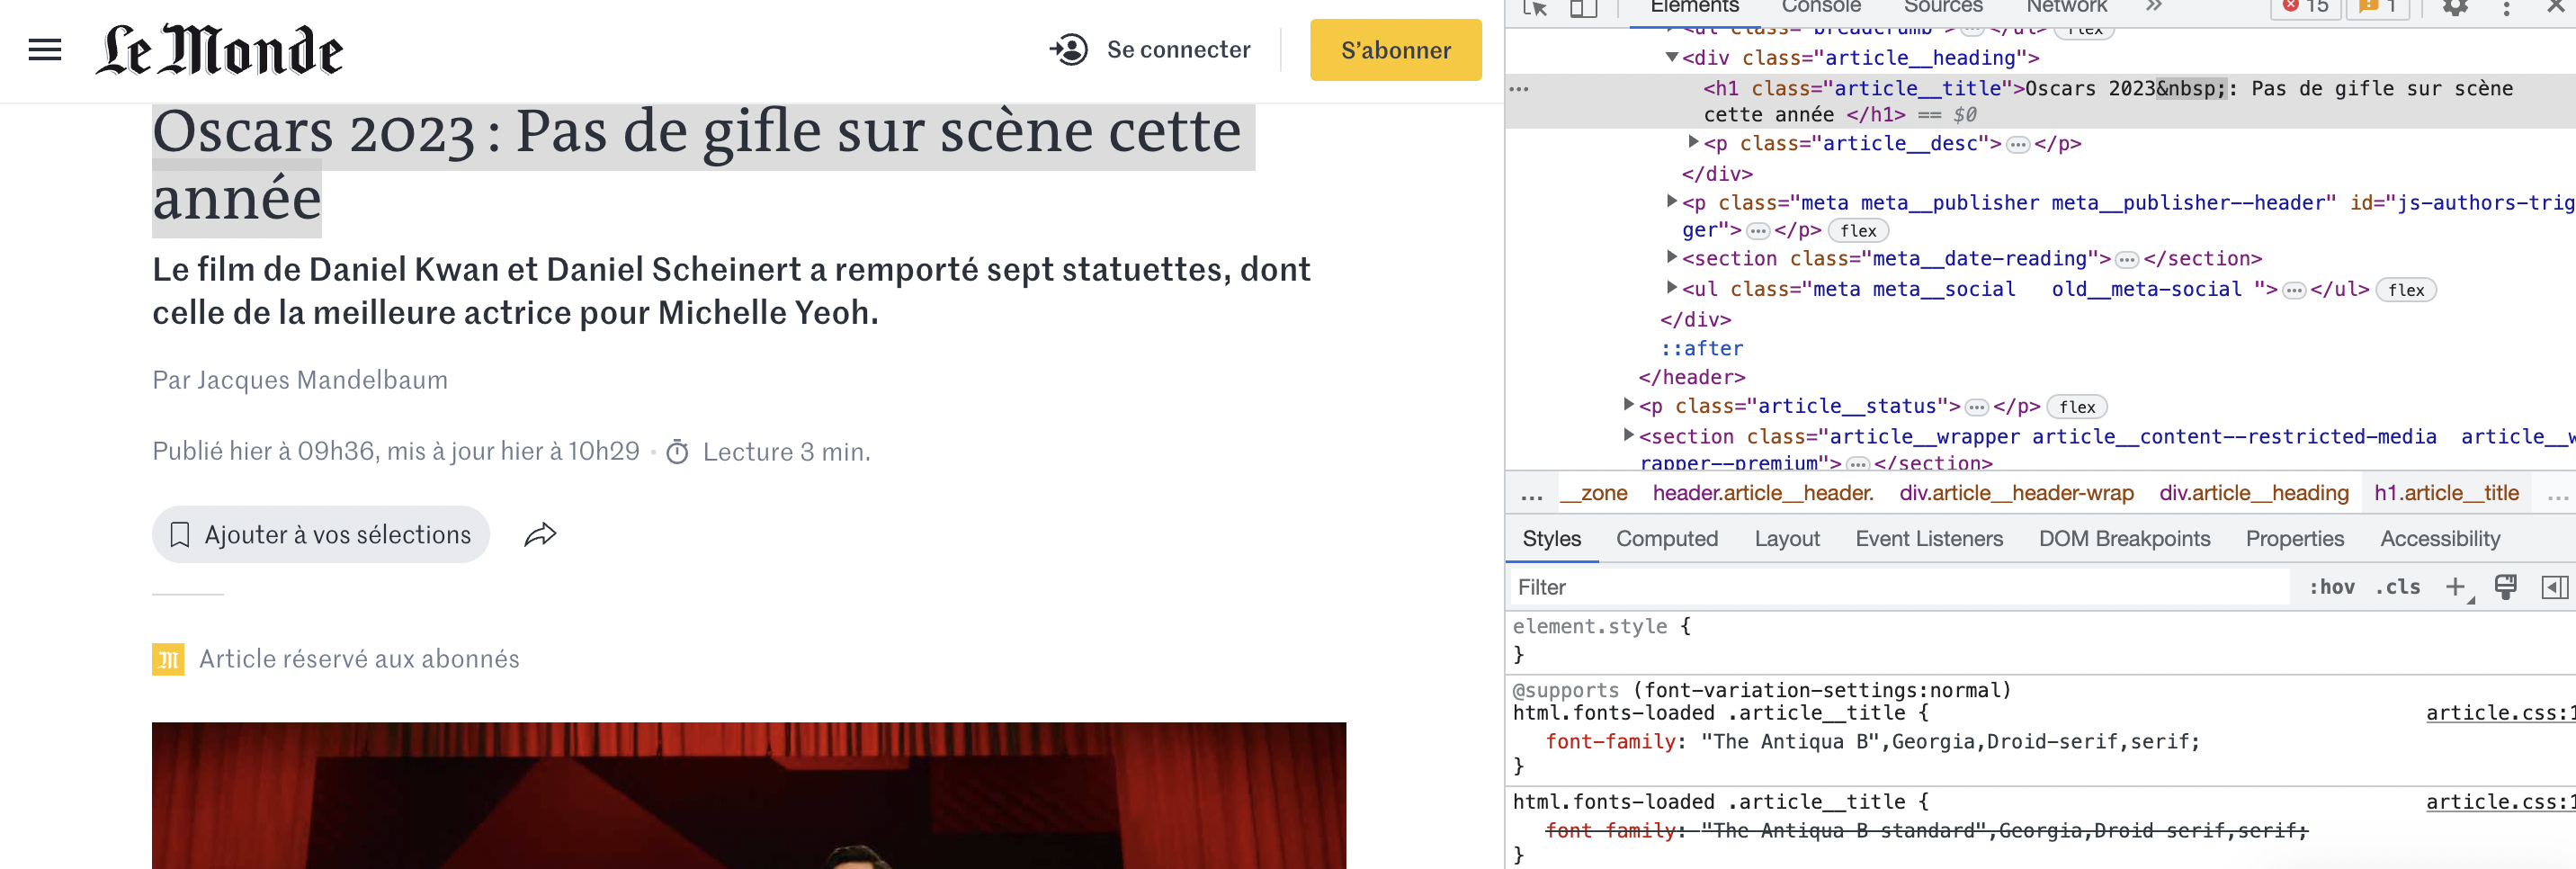 Le Monde
Se connecter
S’abonner
Oscars 2023 : Pas de gifle sur scène cette
année
Le film de Daniel Kwan et Daniel Scheinert a remporté sept statuettes, dont
celle de la meilleure actrice pour Michelle Yeoh.
Par Jacques Mandelbaum
Publié hier à 09h36, mis à jour hier à 10h29 • Lecture 3 min.
Ajouter à vos sélections
M Article réservé aux abonnés
Elements Console Sources Network » 15 1
<ul class="breadcrumb">…</ul> flex
<div class="article__heading">
… <h1 class="article__title">Oscars 2023&nbsp;: Pas de gifle sur scène
cette année </h1> == $0
<p class="article__desc">…</p>
</div>
<p class="meta meta__publisher meta__publisher--header" id="js-authors-trig
ger">…</p> flex
<section class="meta__date-reading">…</section>
<ul class="meta meta__social   old__meta-social ">…</ul> flex
</div>
::after
</header>
<p class="article__status">…</p> flex
<section class="article__wrapper article__content--restricted-media  article__w
rapper--premium">…</section>
… __zone header.article__header. div.article__header-wrap div.article__heading h1.article__title …
Styles Computed Layout Event Listeners DOM Breakpoints Properties Accessibility
Filter :hov .cls +
element.style {
}
@supports (font-variation-settings:normal)
html.fonts-loaded .article__title { article.css:1
font-family: "The Antiqua B",Georgia,Droid-serif,serif;
}
html.fonts-loaded .article__title { article.css:1
font-family: "The Antiqua B standard",Georgia,Droid-serif,serif;
}